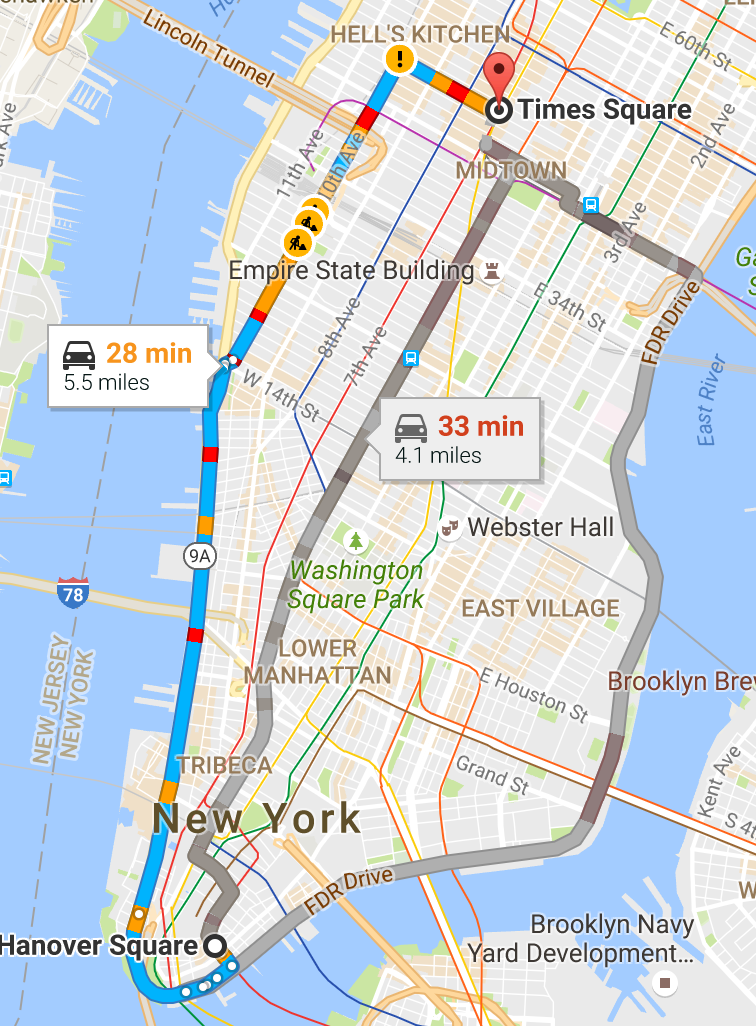 Lincoln Tunnel
HELL'S KITCHEN
E 60th St
Times Square
2nd Ave
11th Ave
10th Ave
MIDTOWN
3rd Ave
Empire State Building
E 34th St
FDR Drive
8th Ave
7th Ave
28 min
5.5 miles
W 14th St
East River
33 min
4.1 miles
Webster Hall
9A
Washington
Square Park
78
EAST VILLAGE
LOWER
MANHATTAN
NEW JERSEY
NEW YORK
E Houston St
Brooklyn Brew
TRIBECA
Grand St
Kent Ave
New York
S 4t
FDR Drive
Hanover Square
Brooklyn Navy
Yard Development...